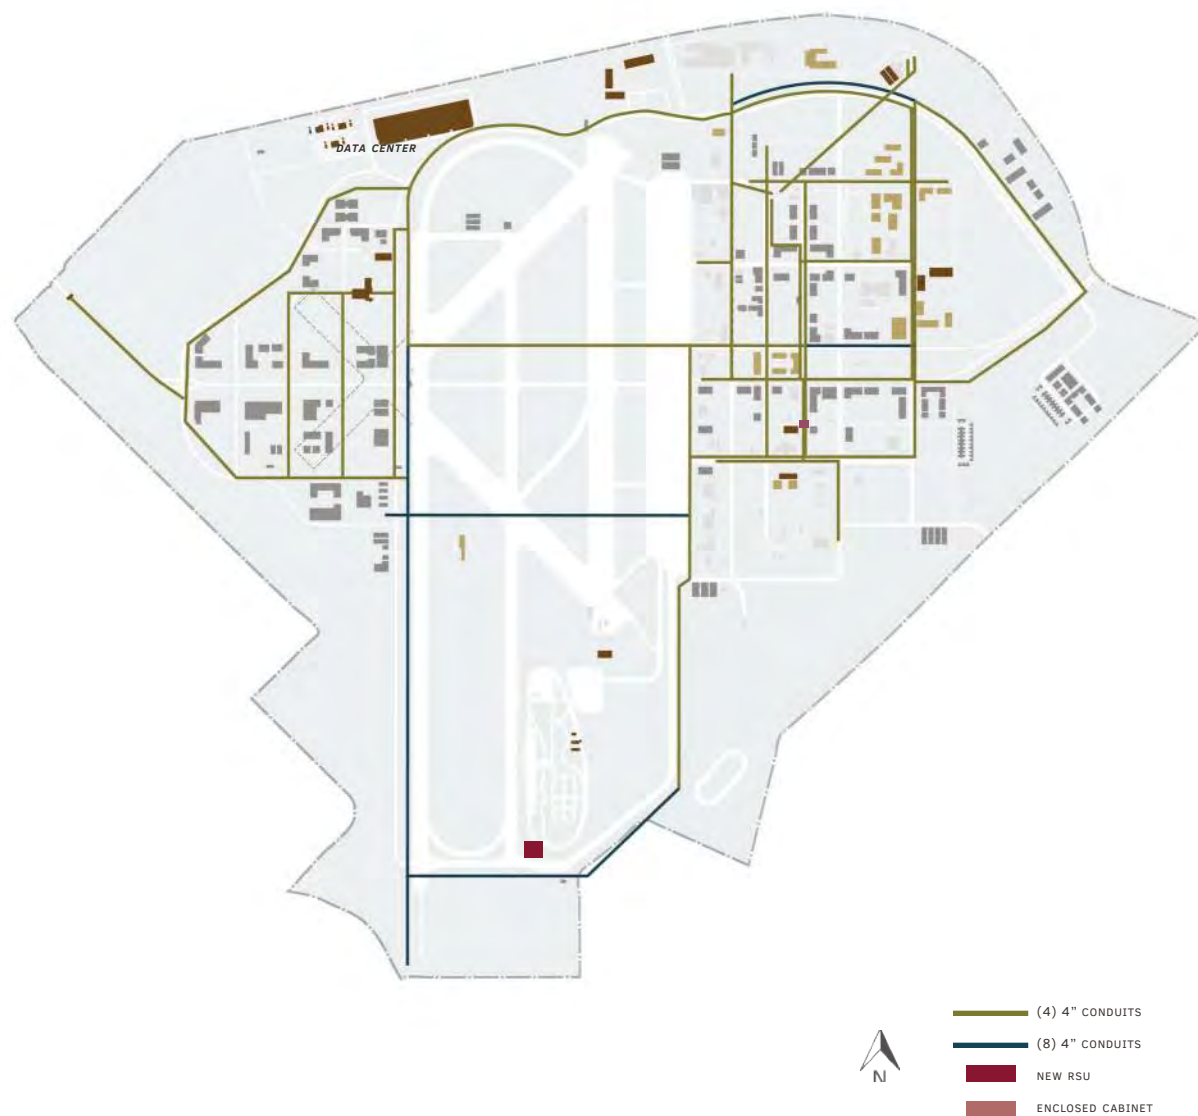 DATA CENTER
(4) 4” CONDUITS
(8) 4” CONDUITS
N
NEW RSU
ENCLOSED CABINET